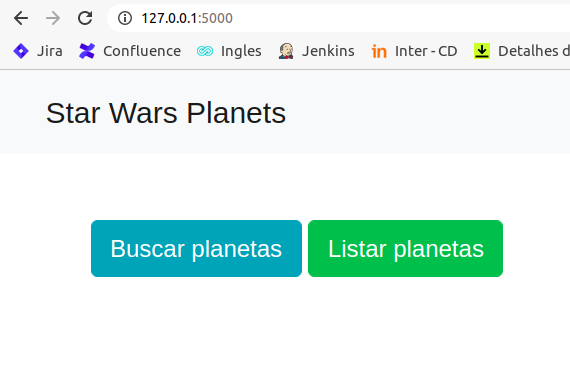 127.0.0.1:5000
Jira Confluence Ingles Jenkins in Inter - CD Detalhes d
Star Wars Planets
Buscar planetas Listar planetas